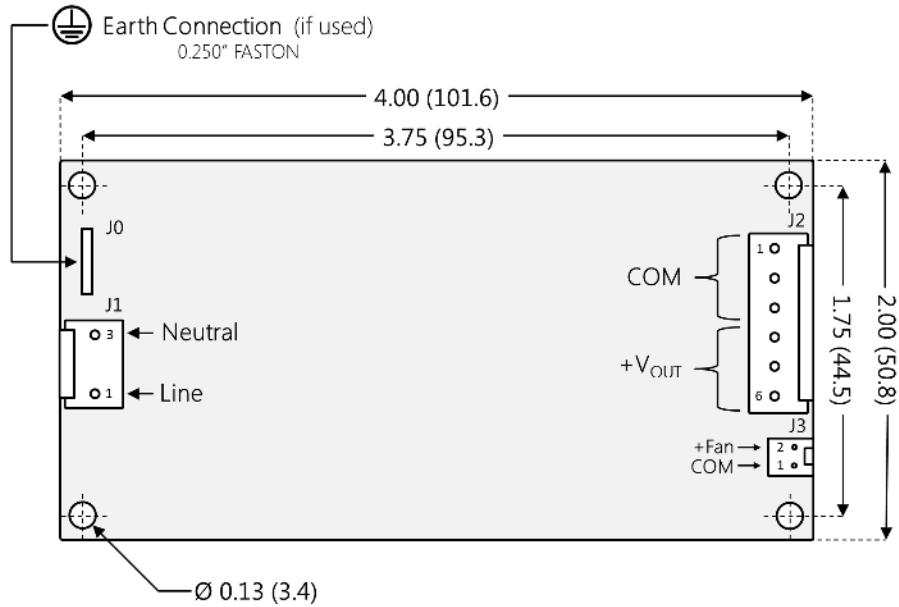 Earth Connection (if used)
0.250" FASTON
4.00 (101.6)
3.75 (95.3)
J0
J2
1
COM
J1
3
Neutral
+VOUT
1
Line
6
1.75 (44.5)
2.00 (50.8)
J3
+Fan
2
COM
1
Ø 0.13 (3.4)